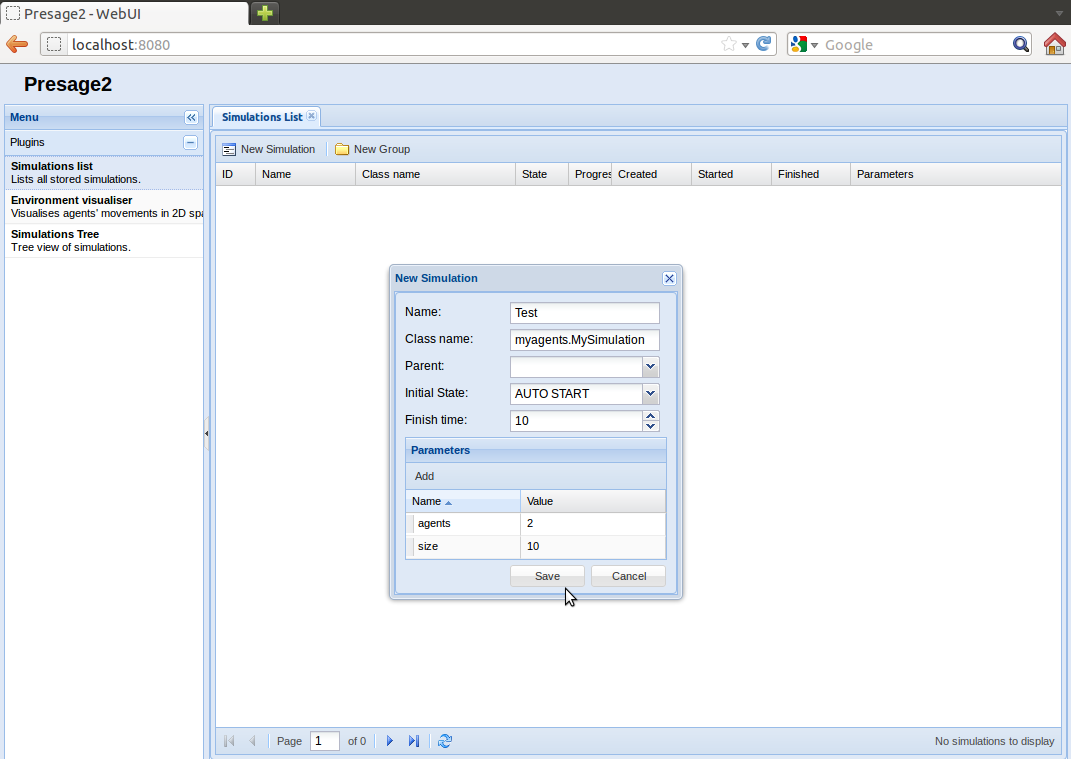 Presage2 - WebUI
localhost:8080
Google
Presage2
Menu
Plugins
Simulations list
Lists all stored simulations.
Environment visualiser
Visualises agents' movements in 2D spa
Simulations Tree
Tree view of simulations.
Simulations List
New Simulation New Group
ID Name Class name State Progres Created Started Finished Parameters
New Simulation
Name: Test
Class name: myagents.MySimulation
Parent:
Initial State: AUTO START
Finish time: 10
Parameters
Add
Name Value
agents 2
size 10
Save Cancel
Page 1 of 0
No simulations to display